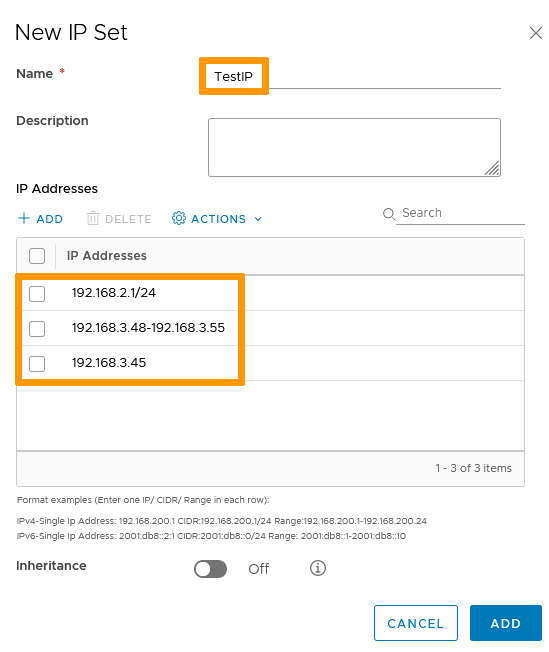 New IP Set
Name *
TestIP
Description
IP Addresses
ADD DELETE ACTIONS Search
IP Addresses
192.168.2.1/24
192.168.3.48-192.168.3.55
192.168.3.45
1 - 3 of 3 items
Format examples (Enter one IP/ CIDR/ Range in each row):
IPv4-Single Ip Address: 192.168.200.1 CIDR:192.168.200.1/24 Range:192.168.200.1-192.168.200.24
IPv6-Single Ip Address: 2001:db8::2:1 CIDR:2001:db8::0/24 Range: 2001:db8::1-2001:db8::10
Inheritance Off
CANCEL ADD